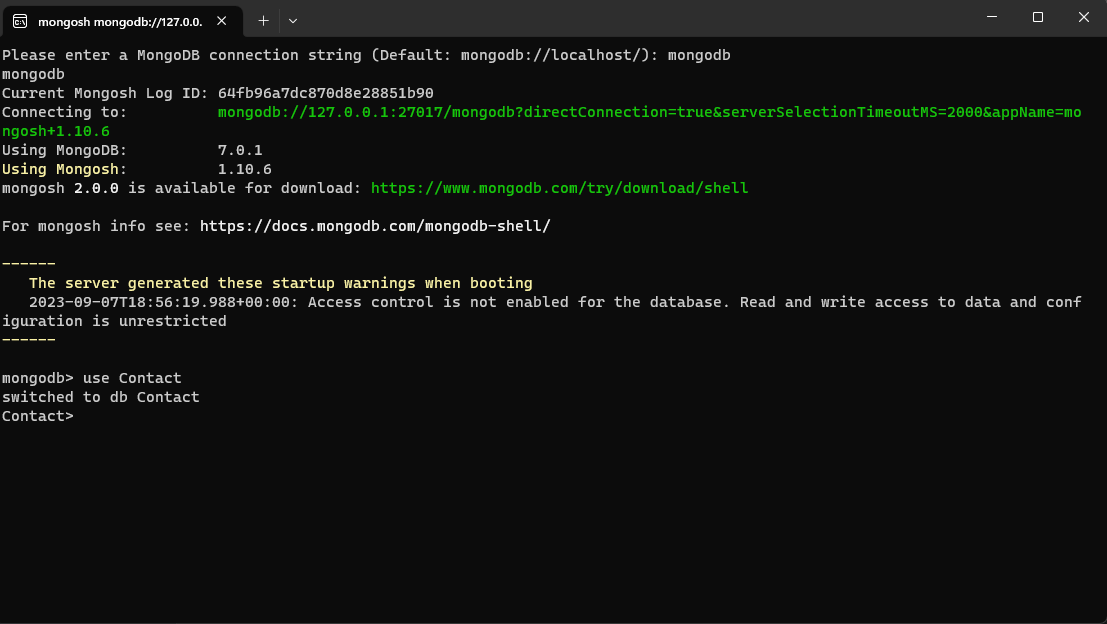 mongosh mongodb://127.0.0.
Please enter a MongoDB connection string (Default: mongodb://localhost/): mongodb
mongodb
Current Mongosh Log ID: 64fb96a7dc870d8e28851b90
Connecting to:          mongodb://127.0.0.1:27017/mongodb?directConnection=true&serverSelectionTimeoutMS=2000&appName=mo
ngosh+1.10.6
Using MongoDB:          7.0.1
Using Mongosh:          1.10.6
mongosh 2.0.0 is available for download: https://www.mongodb.com/try/download/shell
For mongosh info see: https://docs.mongodb.com/mongodb-shell/
------
   The server generated these startup warnings when booting
   2023-09-07T18:56:19.988+00:00: Access control is not enabled for the database. Read and write access to data and conf
iguration is unrestricted
------
mongodb> use Contact
switched to db Contact
Contact>